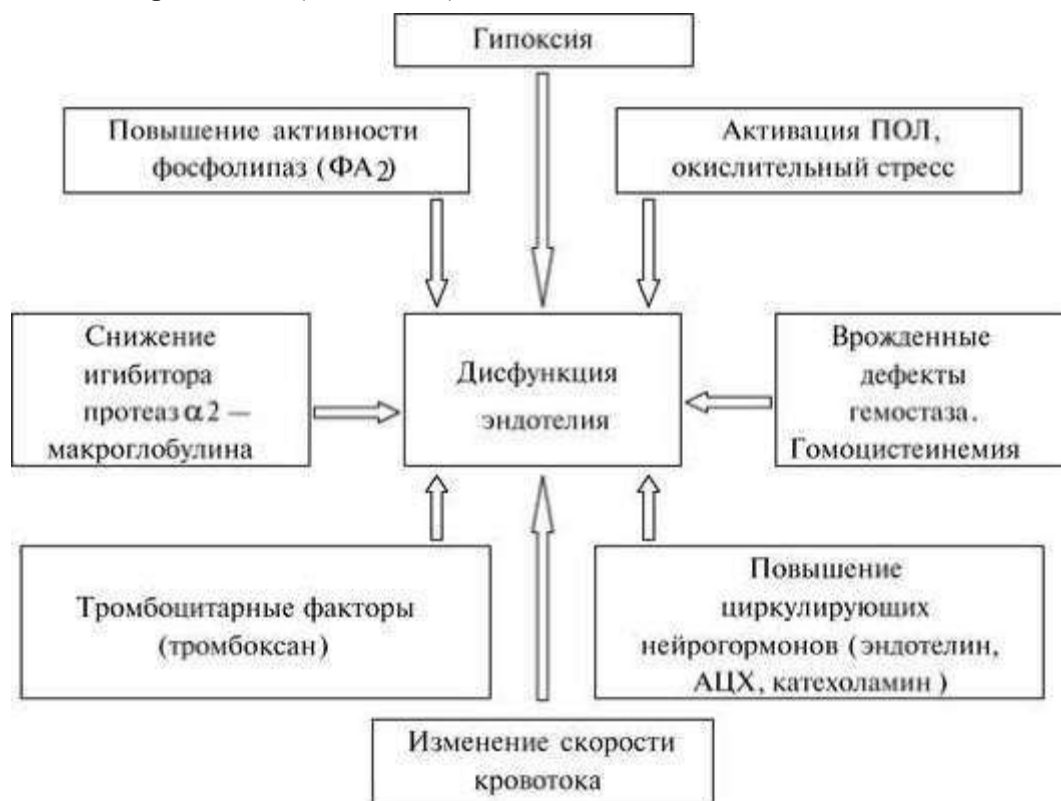 Гипоксия
Повышение активности
фосфолипаз (ФА2)
Активация ПОЛ,
окислительный стресс
Снижение
игибитора
протеаз α2 —
макроглобулина
Дисфункция
эндотелия
Врожденные
дефекты
гемостаза.
Гомоцистеинемия
Тромбоцитарные факторы
(тромбоксан)
Повышение
циркулирующих
нейрогормонов (эндотелин,
АЦХ, катехоламин )
Изменение скорости
кровотока